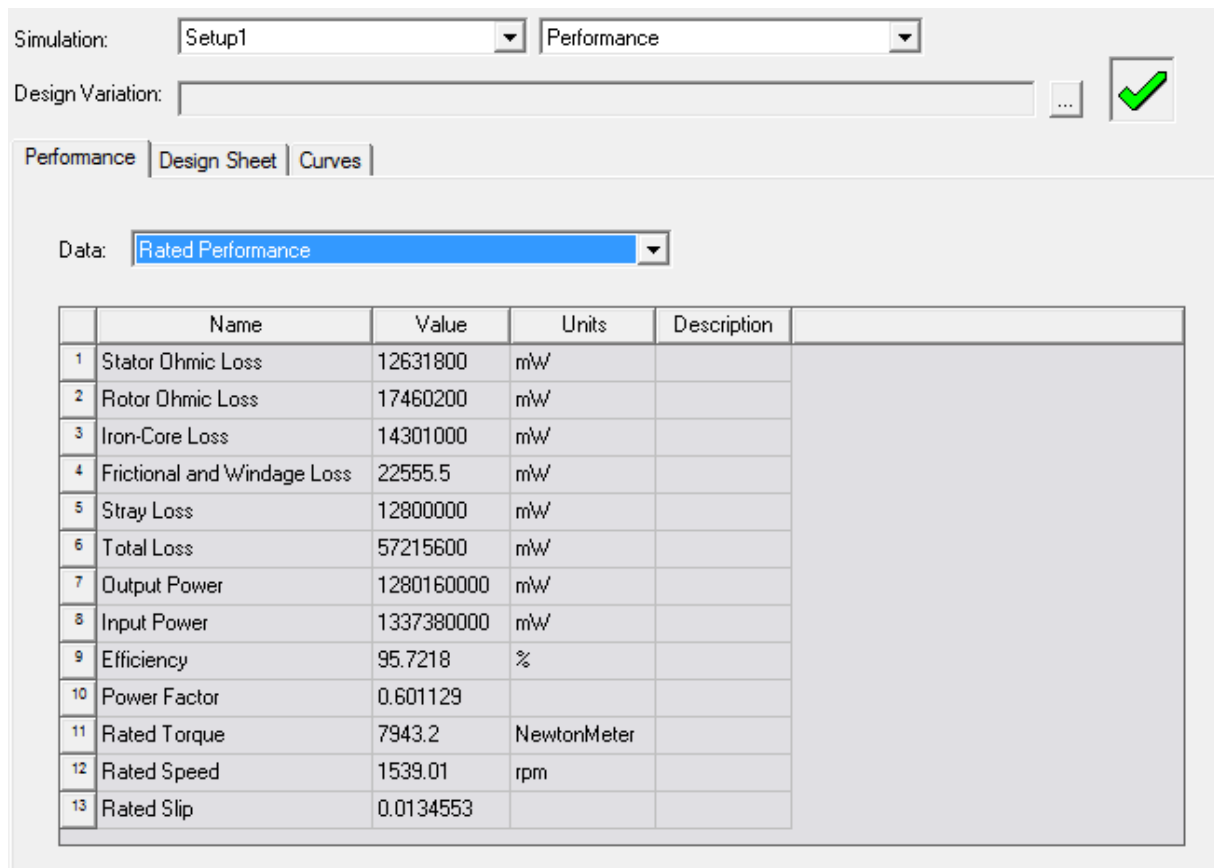 Simulation: Setup1 Performance
Design Variation: ...
Performance Design Sheet Curves
Data: Rated Performance
Name Value Units Description
1 Stator Ohmic Loss 12631800 mW
2 Rotor Ohmic Loss 17460200 mW
3 Iron-Core Loss 14301000 mW
4 Frictional and Windage Loss 22555.5 mW
5 Stray Loss 12800000 mW
6 Total Loss 57215600 mW
7 Output Power 1280160000 mW
8 Input Power 1337380000 mW
9 Efficiency 95.7218 %
10 Power Factor 0.601129
11 Rated Torque 7943.2 NewtonMeter
12 Rated Speed 1539.01 rpm
13 Rated Slip 0.0134553